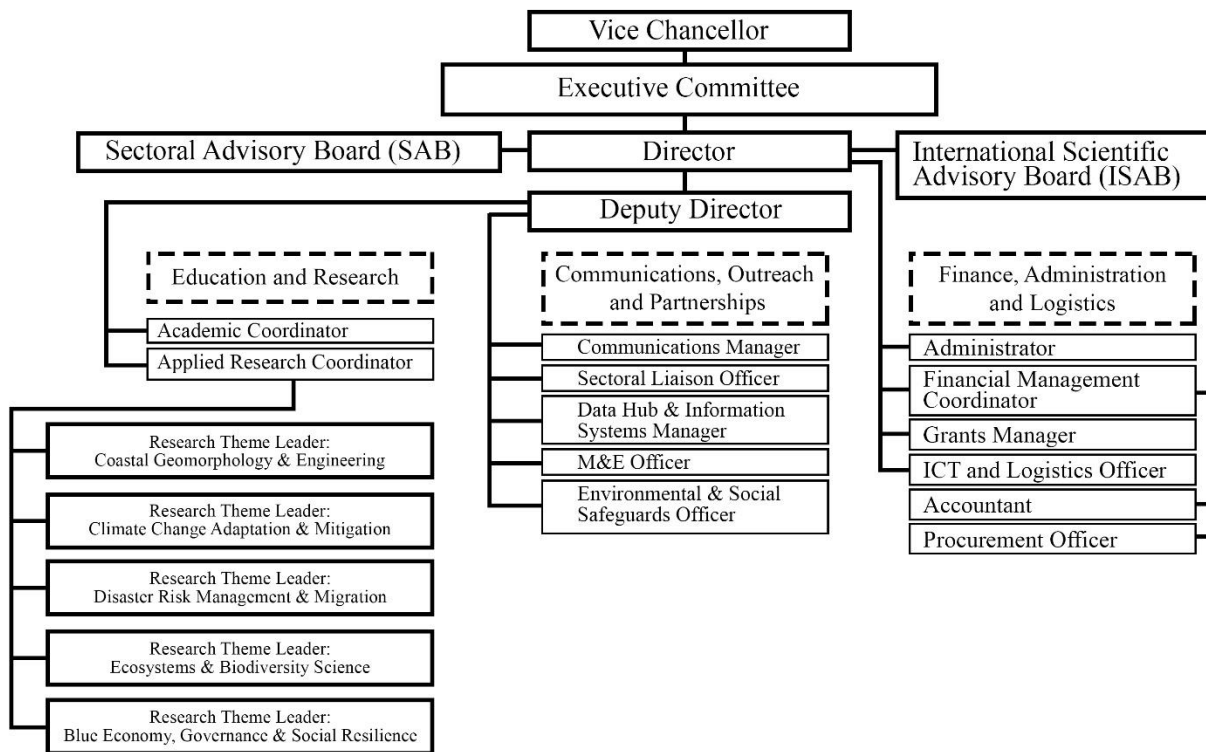 Vice Chancellor
Executive Committee
Sectoral Advisory Board (SAB)
Director
International Scientific
Advisory Board (ISAB)
Deputy Director
Education and Research
Academic Coordinator
Applied Research Coordinator
Research Theme Leader:
Coastal Geomorphology & Engineering
Research Theme Leader:
Climate Change Adaptation & Mitigation
Research Theme Leader:
Disaster Risk Management & Migration
Research Theme Leader:
Ecosystems & Biodiversity Science
Research Theme Leader:
Blue Economy, Governance & Social Resilience
Communications, Outreach
and Partnerships
Communications Manager
Sectoral Liaison Officer
Data Hub & Information
Systems Manager
M&E Officer
Environmental & Social
Safeguards Officer
Finance, Administration
and Logistics
Administrator
Financial Management
Coordinator
Grants Manager
ICT and Logistics Officer
Accountant
Procurement Officer